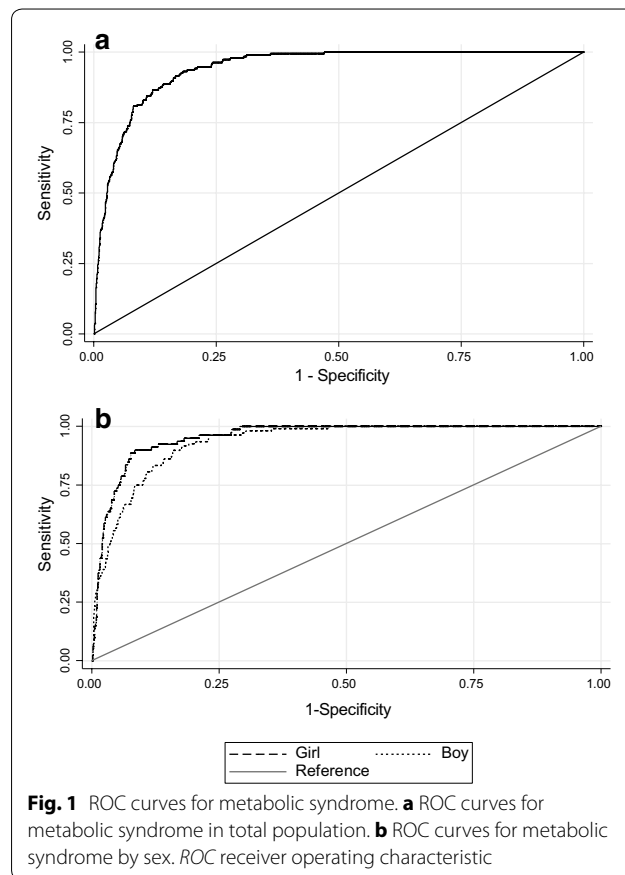 a
1.00
0.75
0.50
0.25
0.00
Sensitivity
0.00 0.25 0.50 0.75 1.00
1 - Specificity
b
1.00
0.75
0.50
0.25
0.00
Sensitivity
0.00 0.25 0.50 0.75 1.00
1-Specificity
Girl Boy
Reference
Fig. 1 ROC curves for metabolic syndrome. a ROC curves for
metabolic syndrome in total population. b ROC curves for metabolic
syndrome by sex. ROC receiver operating characteristic